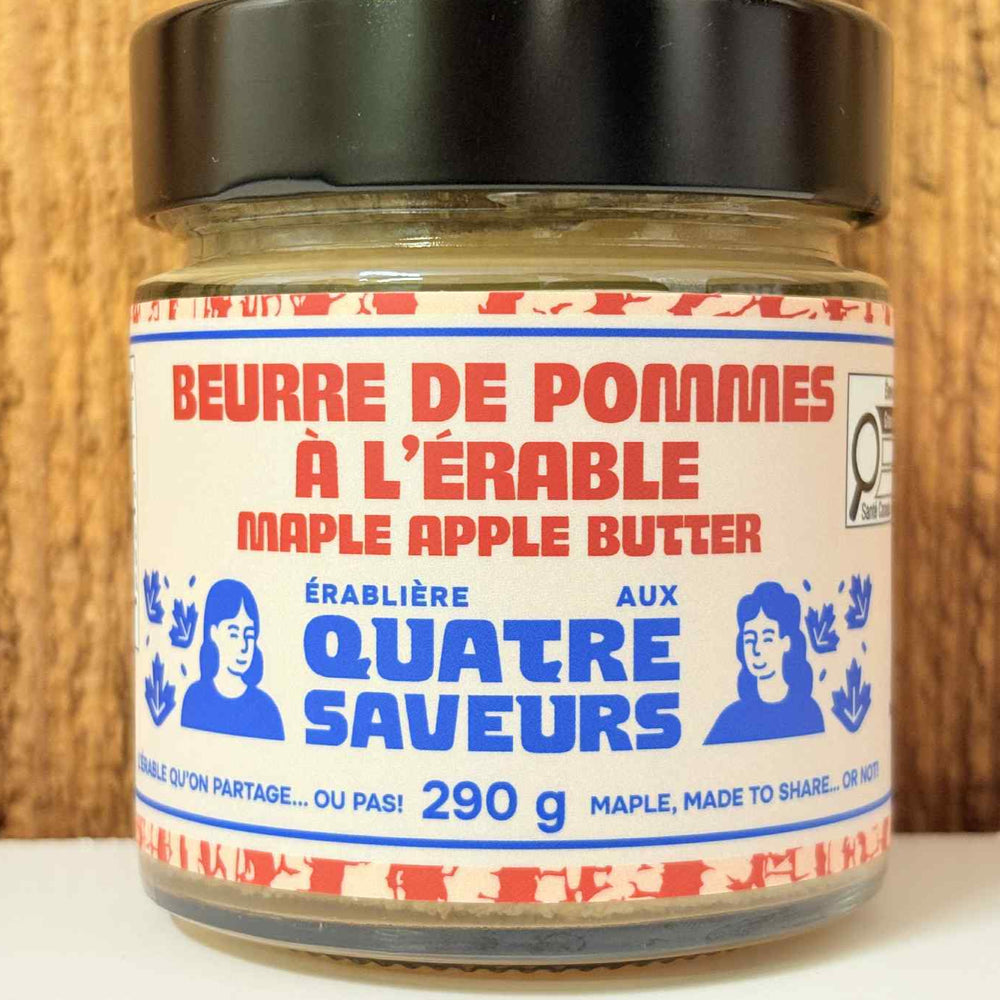 BEURRE DE POMMES
À L'ÉRABLE
MAPLE APPLE BUTTER
ÉRABLIÈRE AUX
QUATRE
SAVEURS
L'ÉRABLE QU'ON PARTAGE... OU PAS! 290 g MAPLE, MADE TO SHARE... OR NOT!
Santé